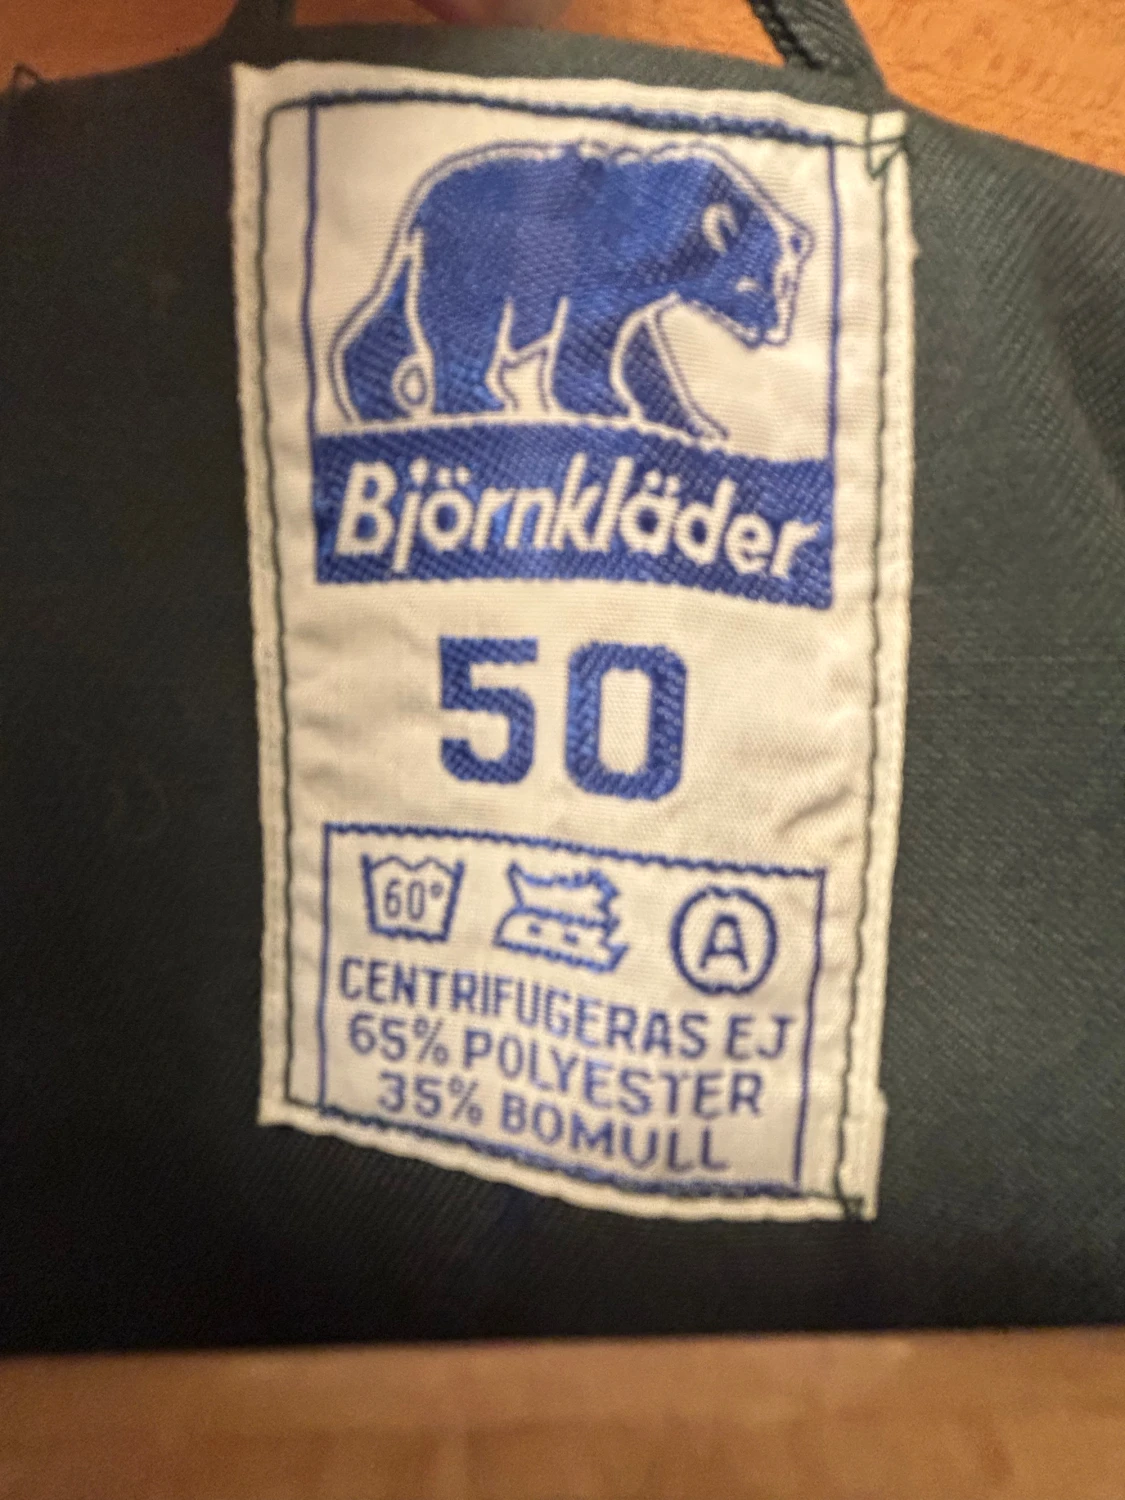 Björnkläder
50
60°
A
CENTRIFUGERAS EJ
65% POLYESTER
35% BOMULL